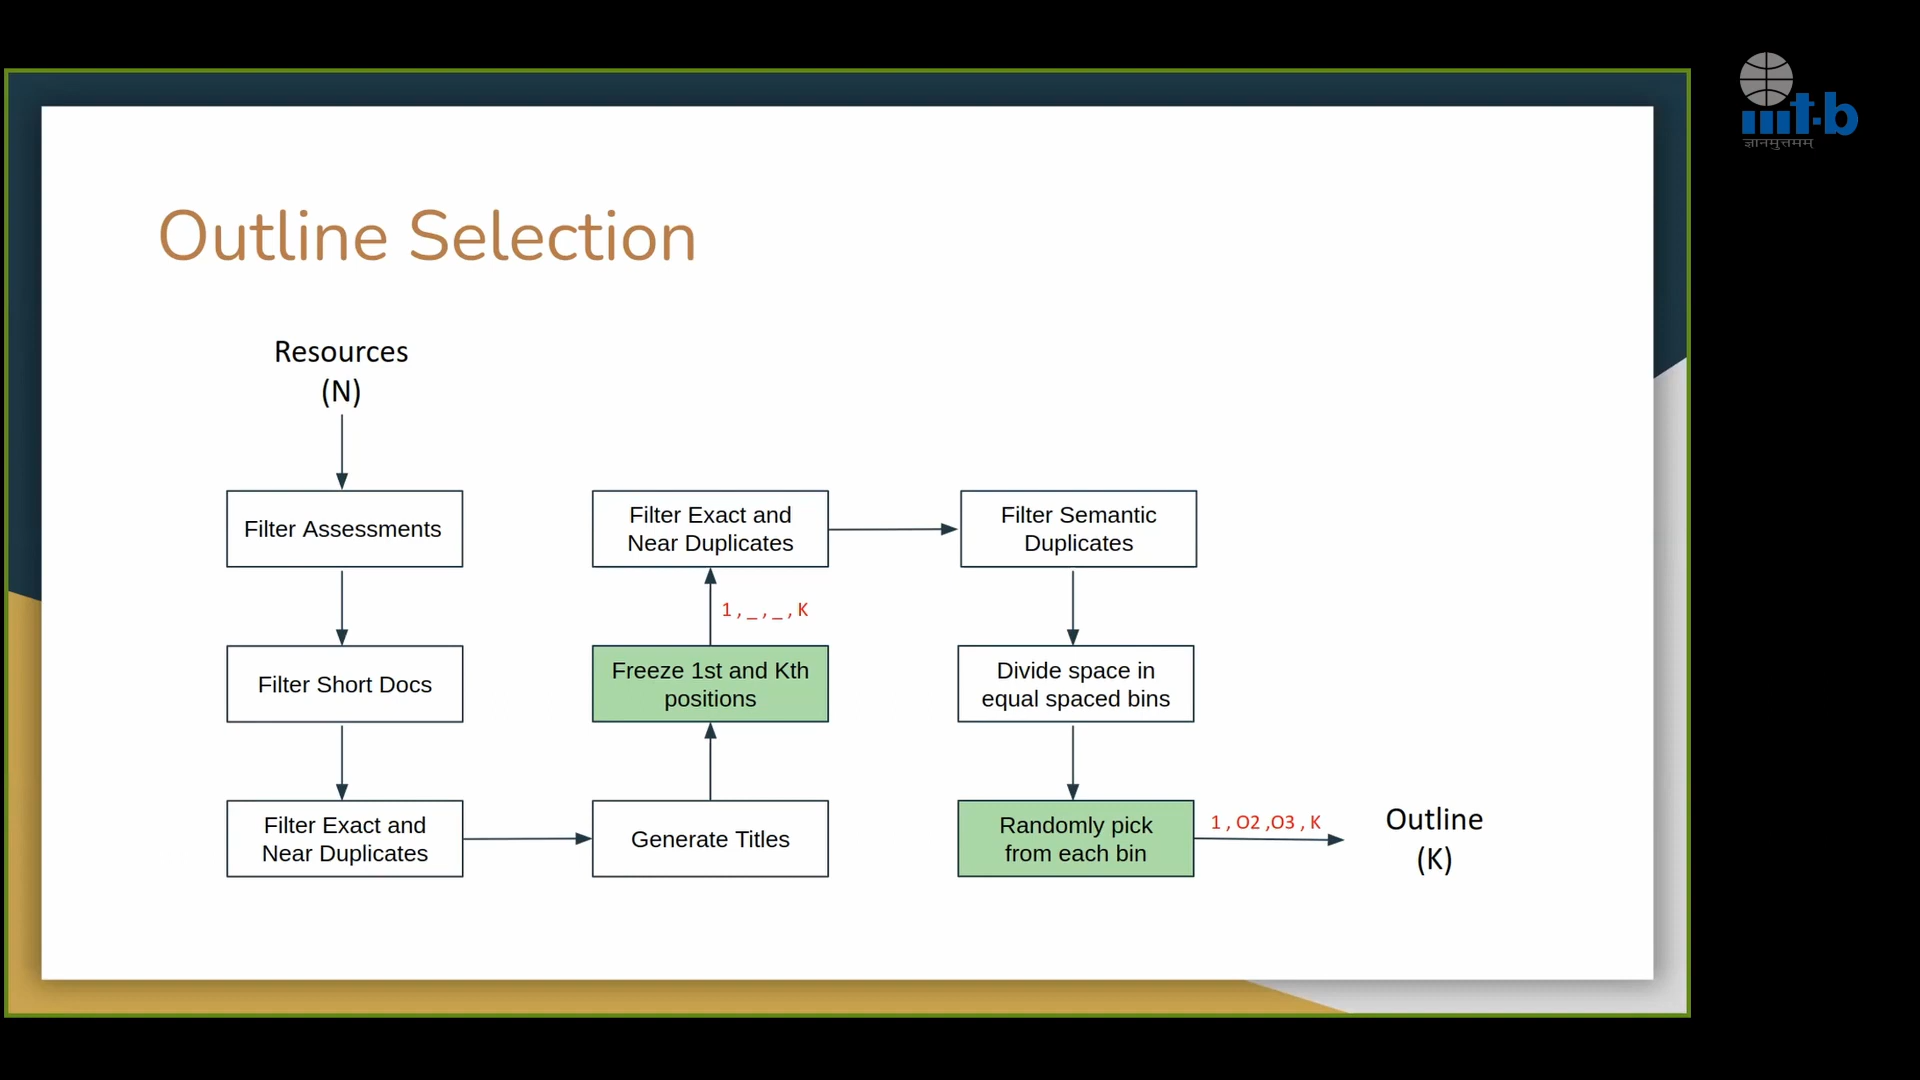 Outline Selection
Resources
(N)
Filter Assessments
Filter Short Docs
Filter Exact and
Near Duplicates
Generate Titles
Freeze 1st and Kth
positions
1 , _ , _ , K
Filter Exact and
Near Duplicates
Filter Semantic
Duplicates
Divide space in
equal spaced bins
Randomly pick
from each bin
1 , O2 ,O3 , K
Outline
(K)
iiit-b
ज्ञानमुत्तमम्